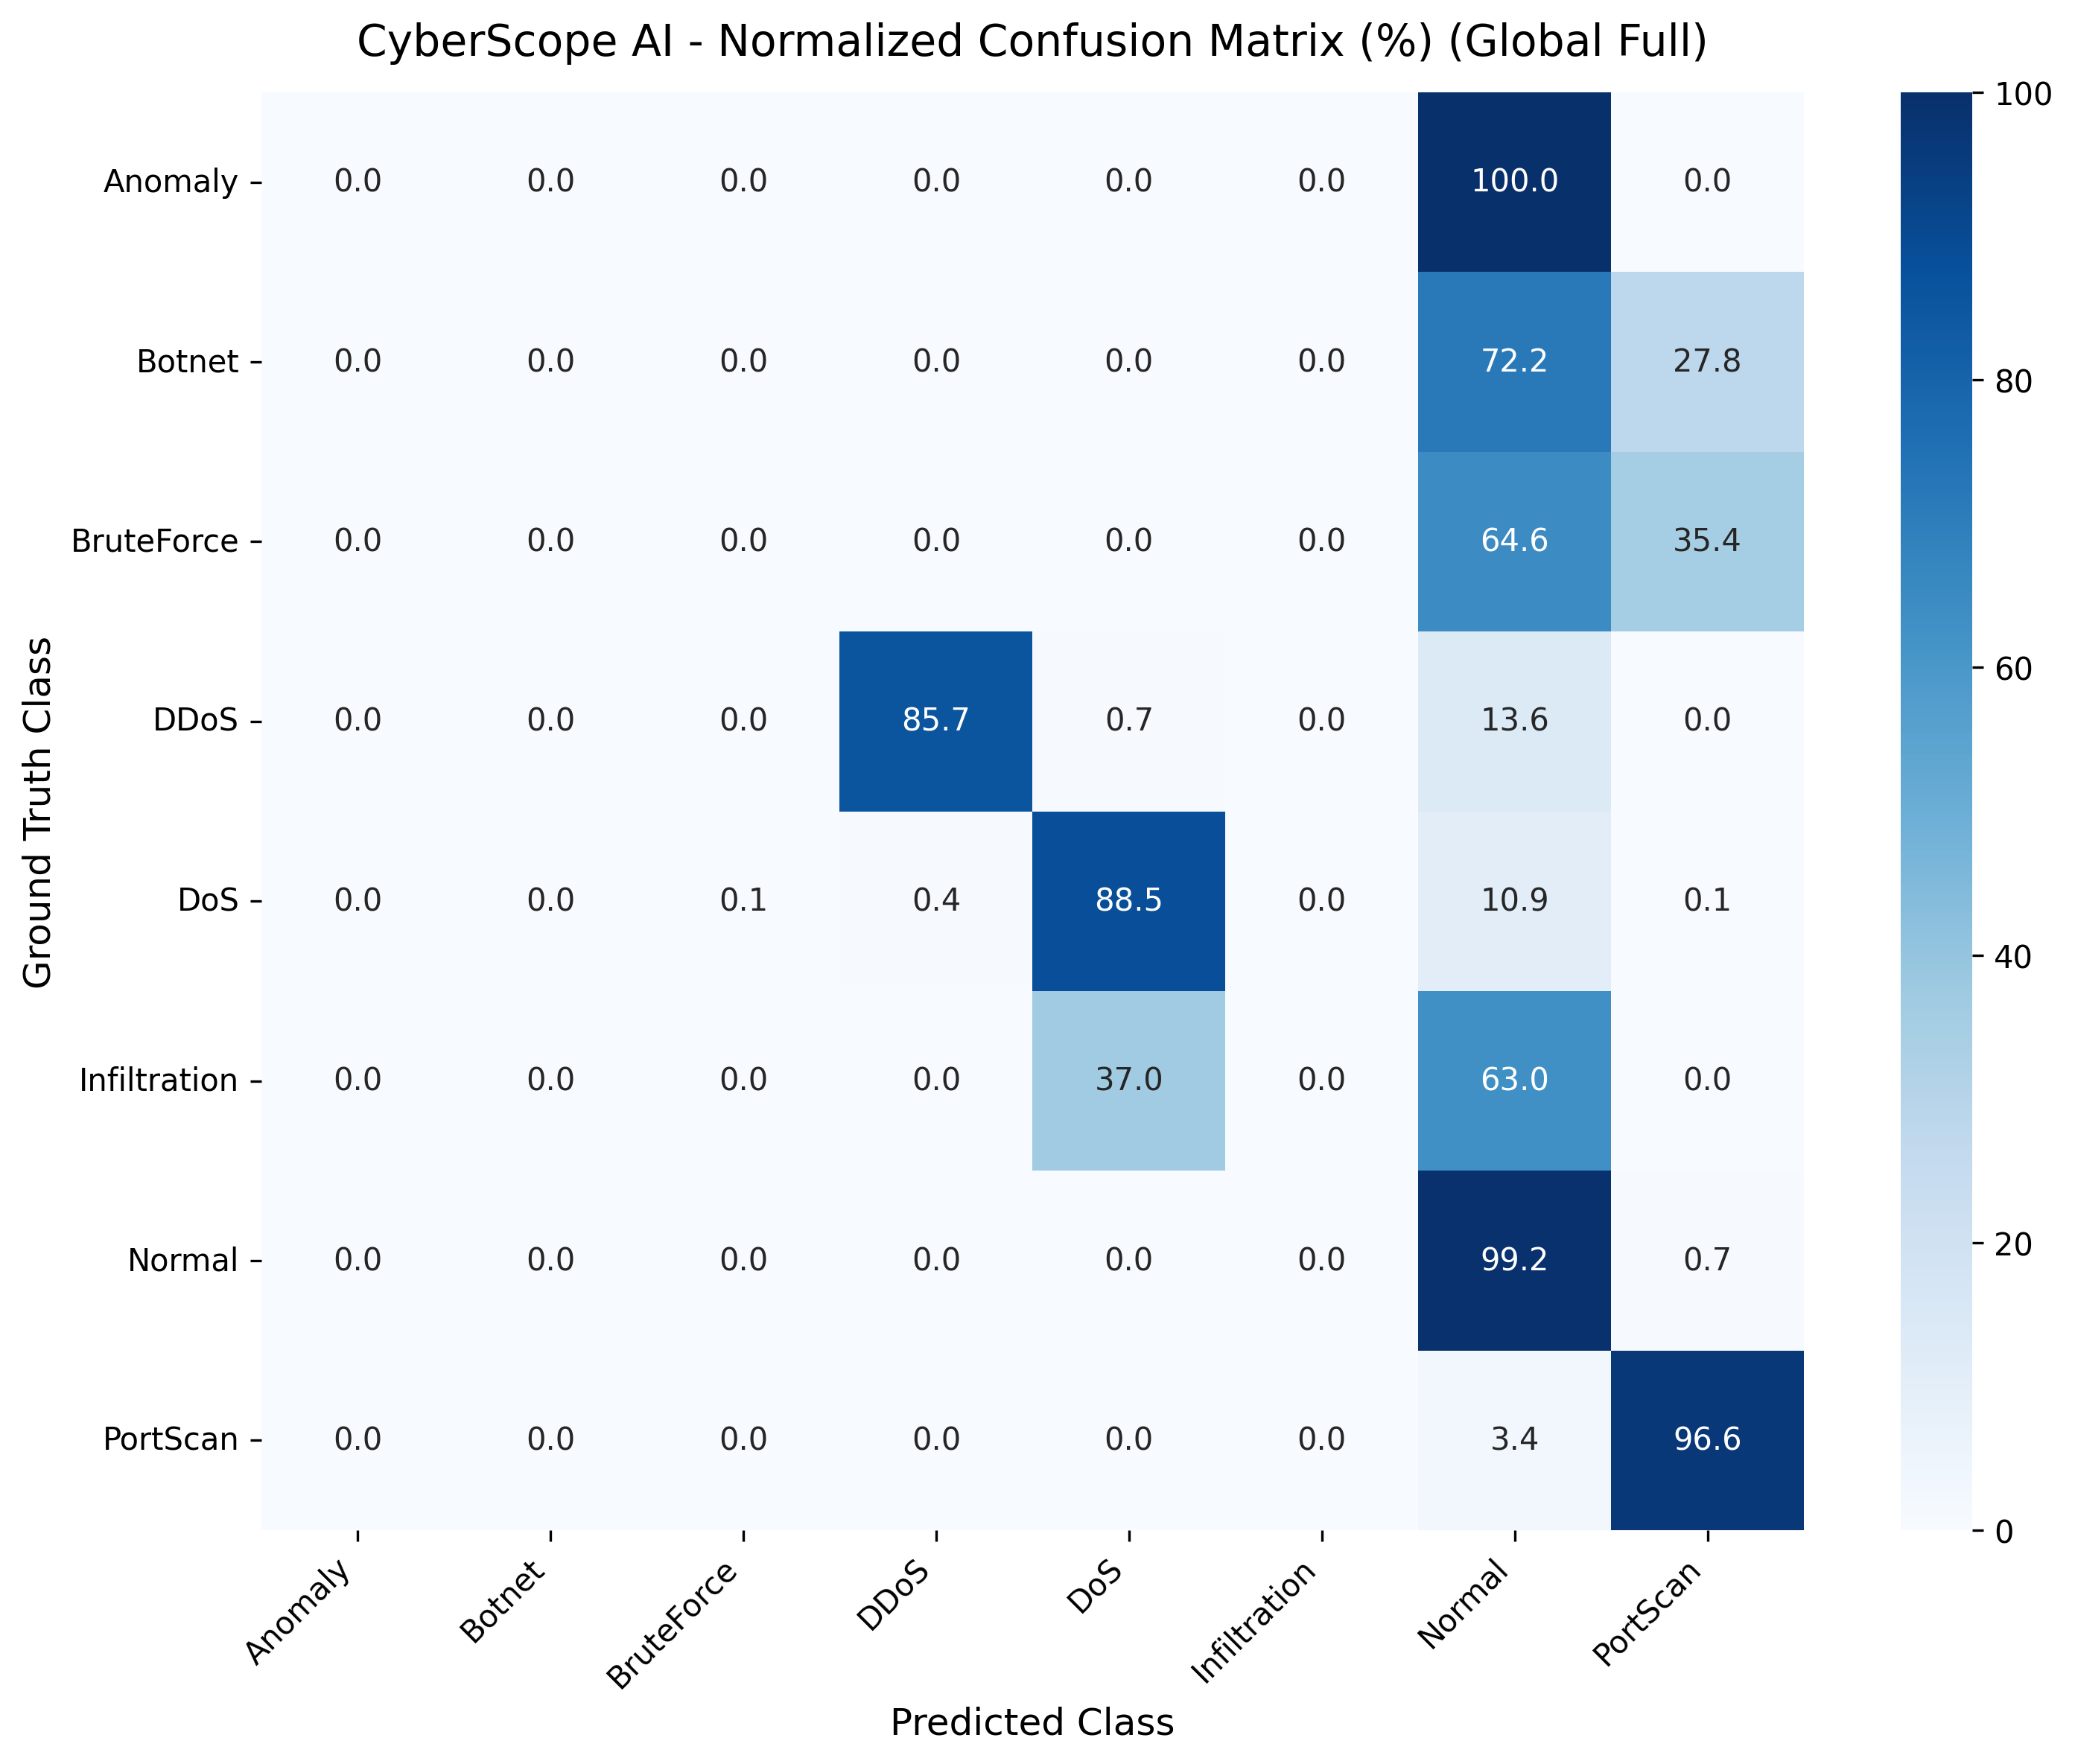 CyberScope AI - Normalized Confusion Matrix (%) (Global Full)
Ground Truth Class
Anomaly 0.0 0.0 0.0 0.0 0.0 0.0 100.0 0.0
Botnet 0.0 0.0 0.0 0.0 0.0 0.0 72.2 27.8
BruteForce 0.0 0.0 0.0 0.0 0.0 0.0 64.6 35.4
DDoS 0.0 0.0 0.0 85.7 0.7 0.0 13.6 0.0
DoS 0.0 0.0 0.1 0.4 88.5 0.0 10.9 0.1
Infiltration 0.0 0.0 0.0 0.0 37.0 0.0 63.0 0.0
Normal 0.0 0.0 0.0 0.0 0.0 0.0 99.2 0.7
PortScan 0.0 0.0 0.0 0.0 0.0 0.0 3.4 96.6
Anomaly Botnet BruteForce DDoS DoS Infiltration Normal PortScan
Predicted Class
100
80
60
40
20
0